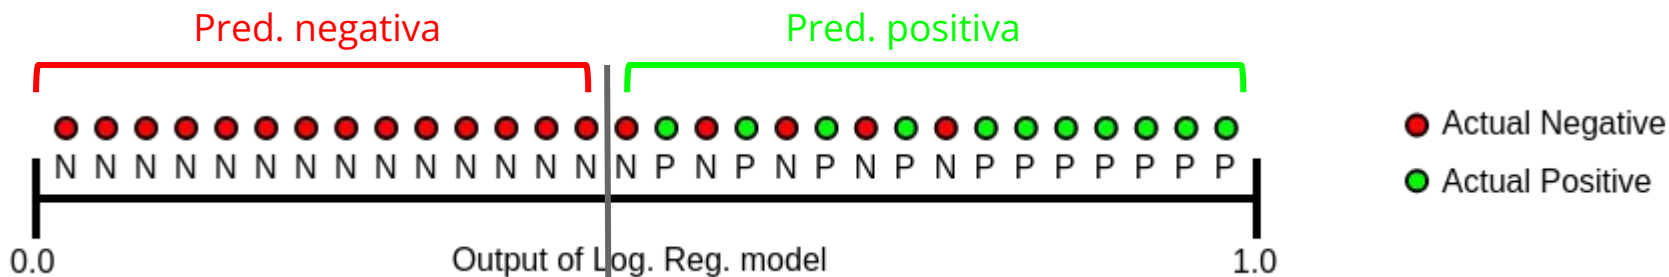 Pred. negativa Pred. positiva
Actual Negative
N N N N N N N N N N N N N N N P N P N P N P N P P P P P P P
Actual Positive
0.0 Output of Log. Reg. model 1.0